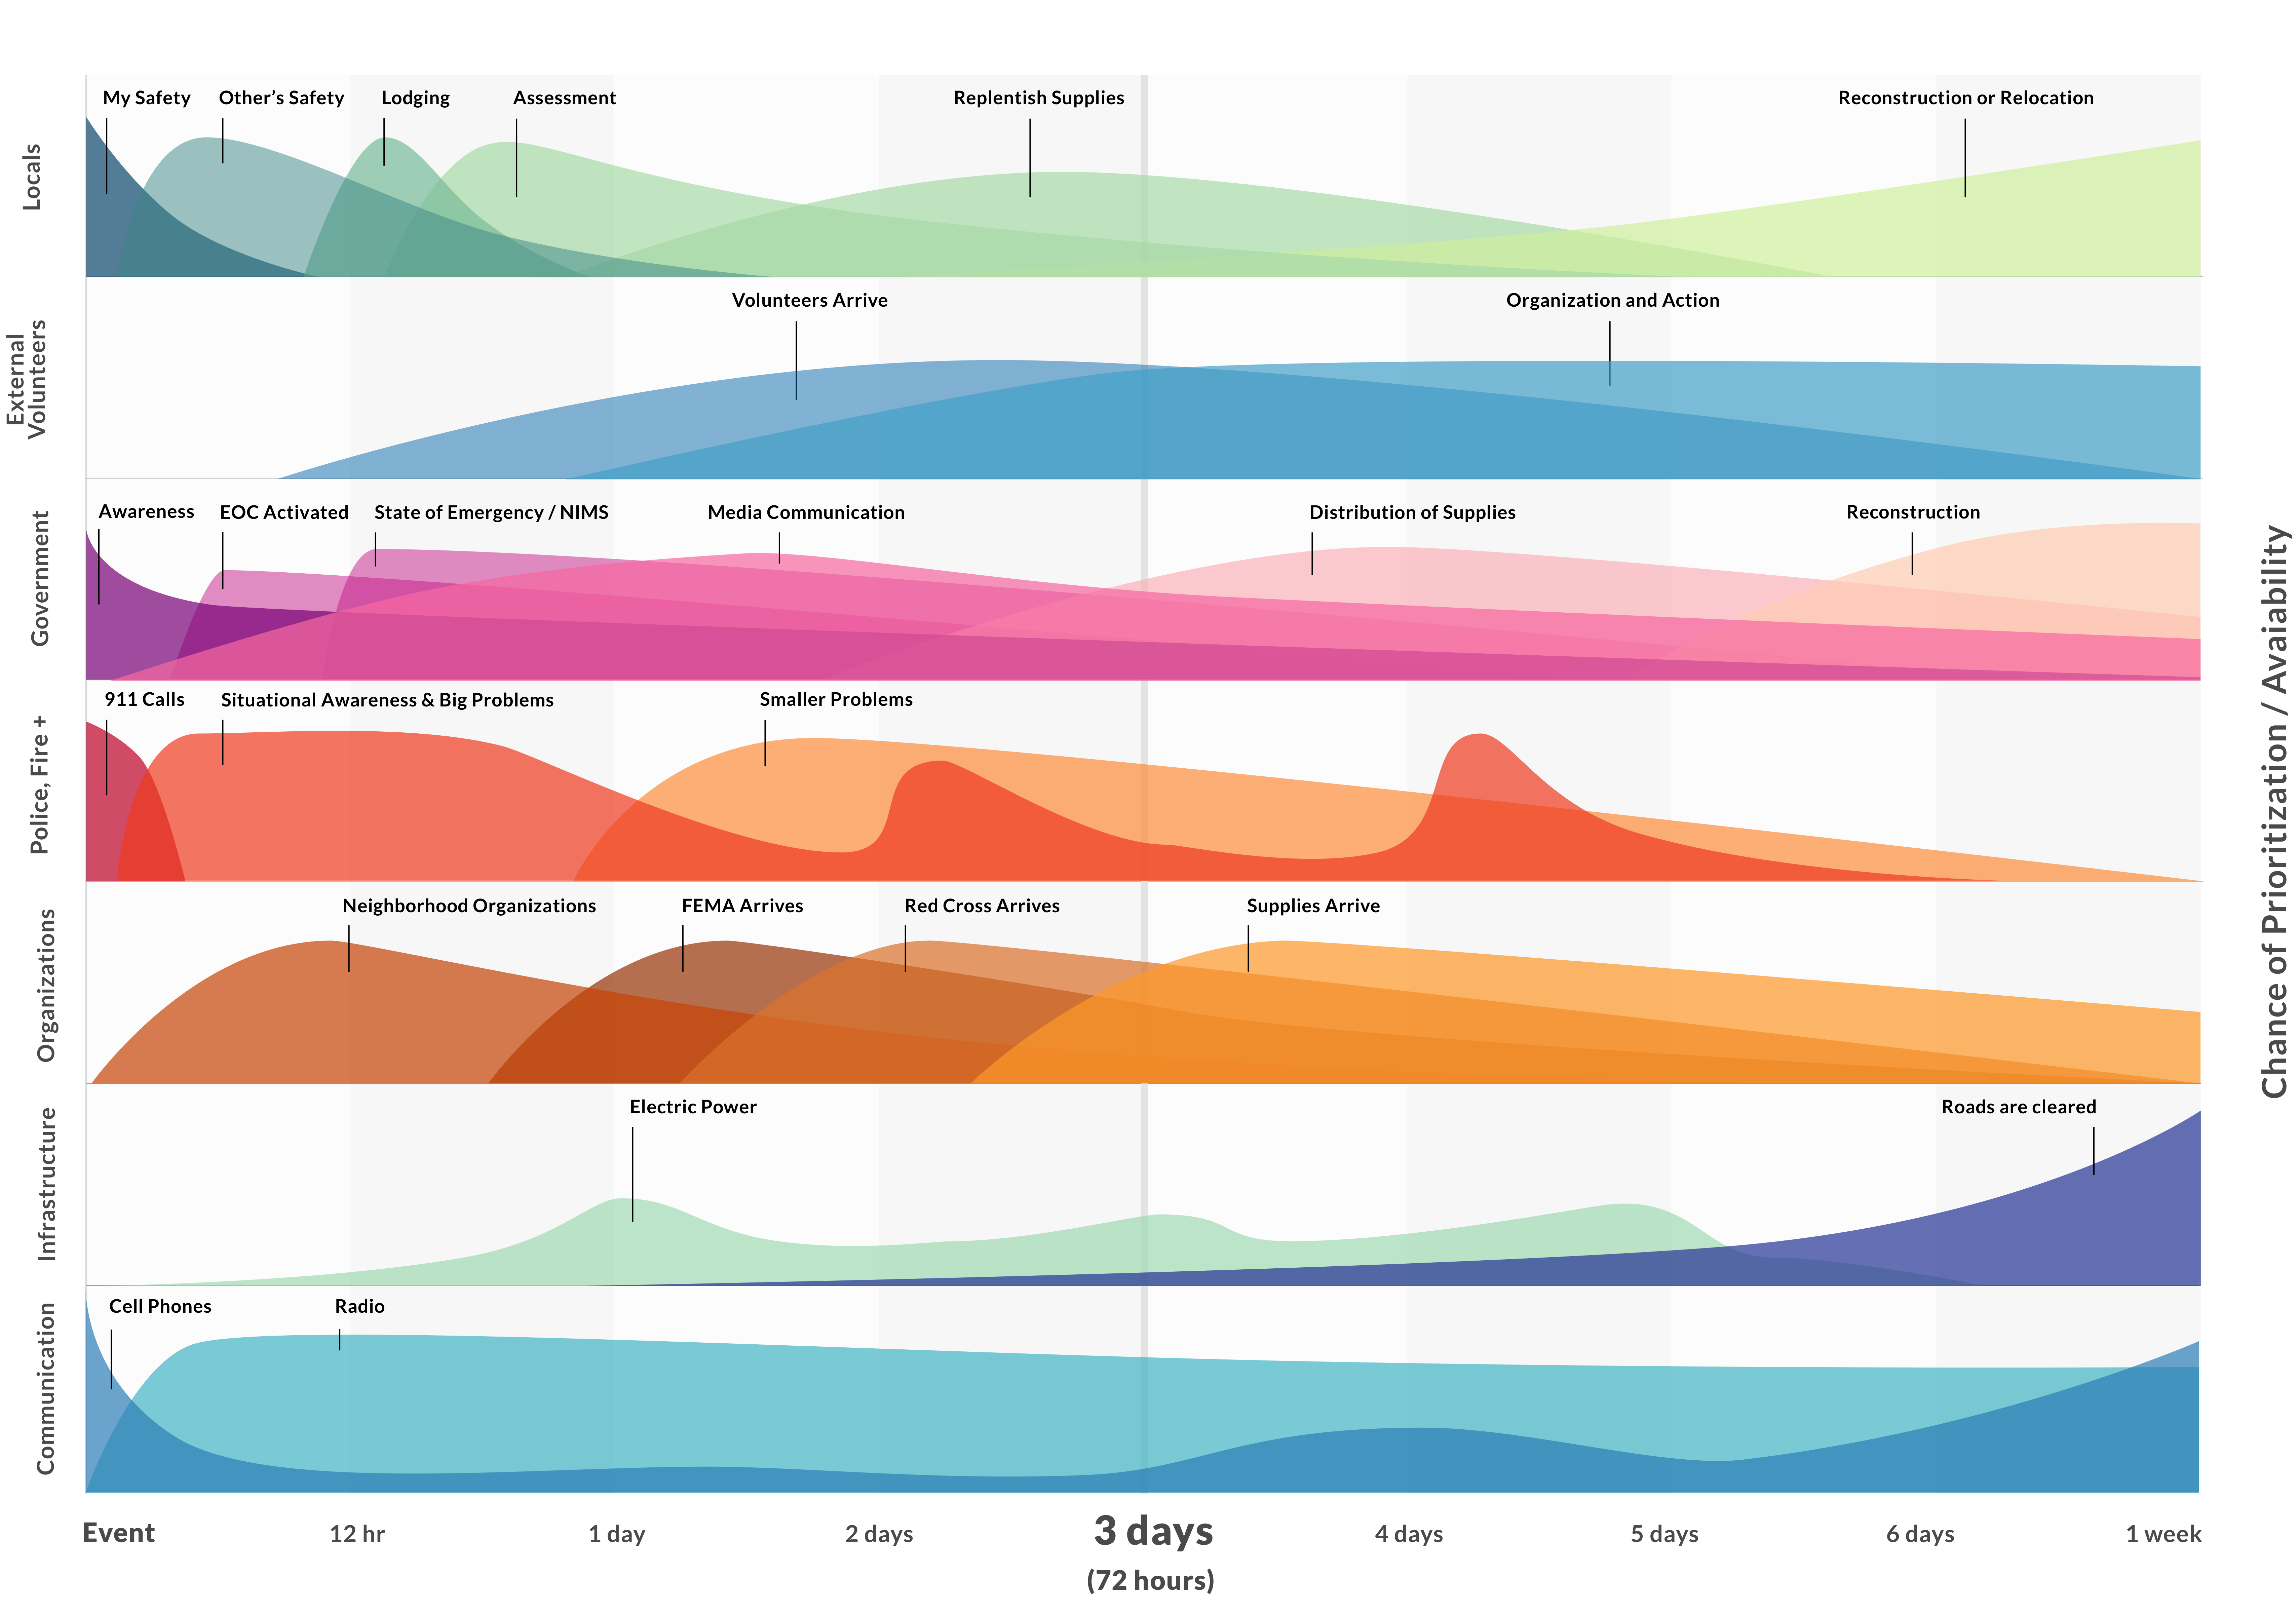 My Safety
Other's Safety
Lodging
Assessment
Replentish Supplies
Reconstruction or Relocation
Locals
Volunteers Arrive
Organization and Action
External
Volunteers
Awareness
EOC Activated
State of Emergency / NIMS
Media Communication
Distribution of Supplies
Reconstruction
Government
911 Calls
Situational Awareness & Big Problems
Smaller Problems
Police, Fire +
Neighborhood Organizations
FEMA Arrives
Red Cross Arrives
Supplies Arrive
Organizations
Electric Power
Roads are cleared
Infrastructure
Cell Phones
Radio
Communication
Chance of Prioritization / Avaiability
Event
12 hr
1 day
2 days
3 days
(72 hours)
4 days
5 days
6 days
1 week